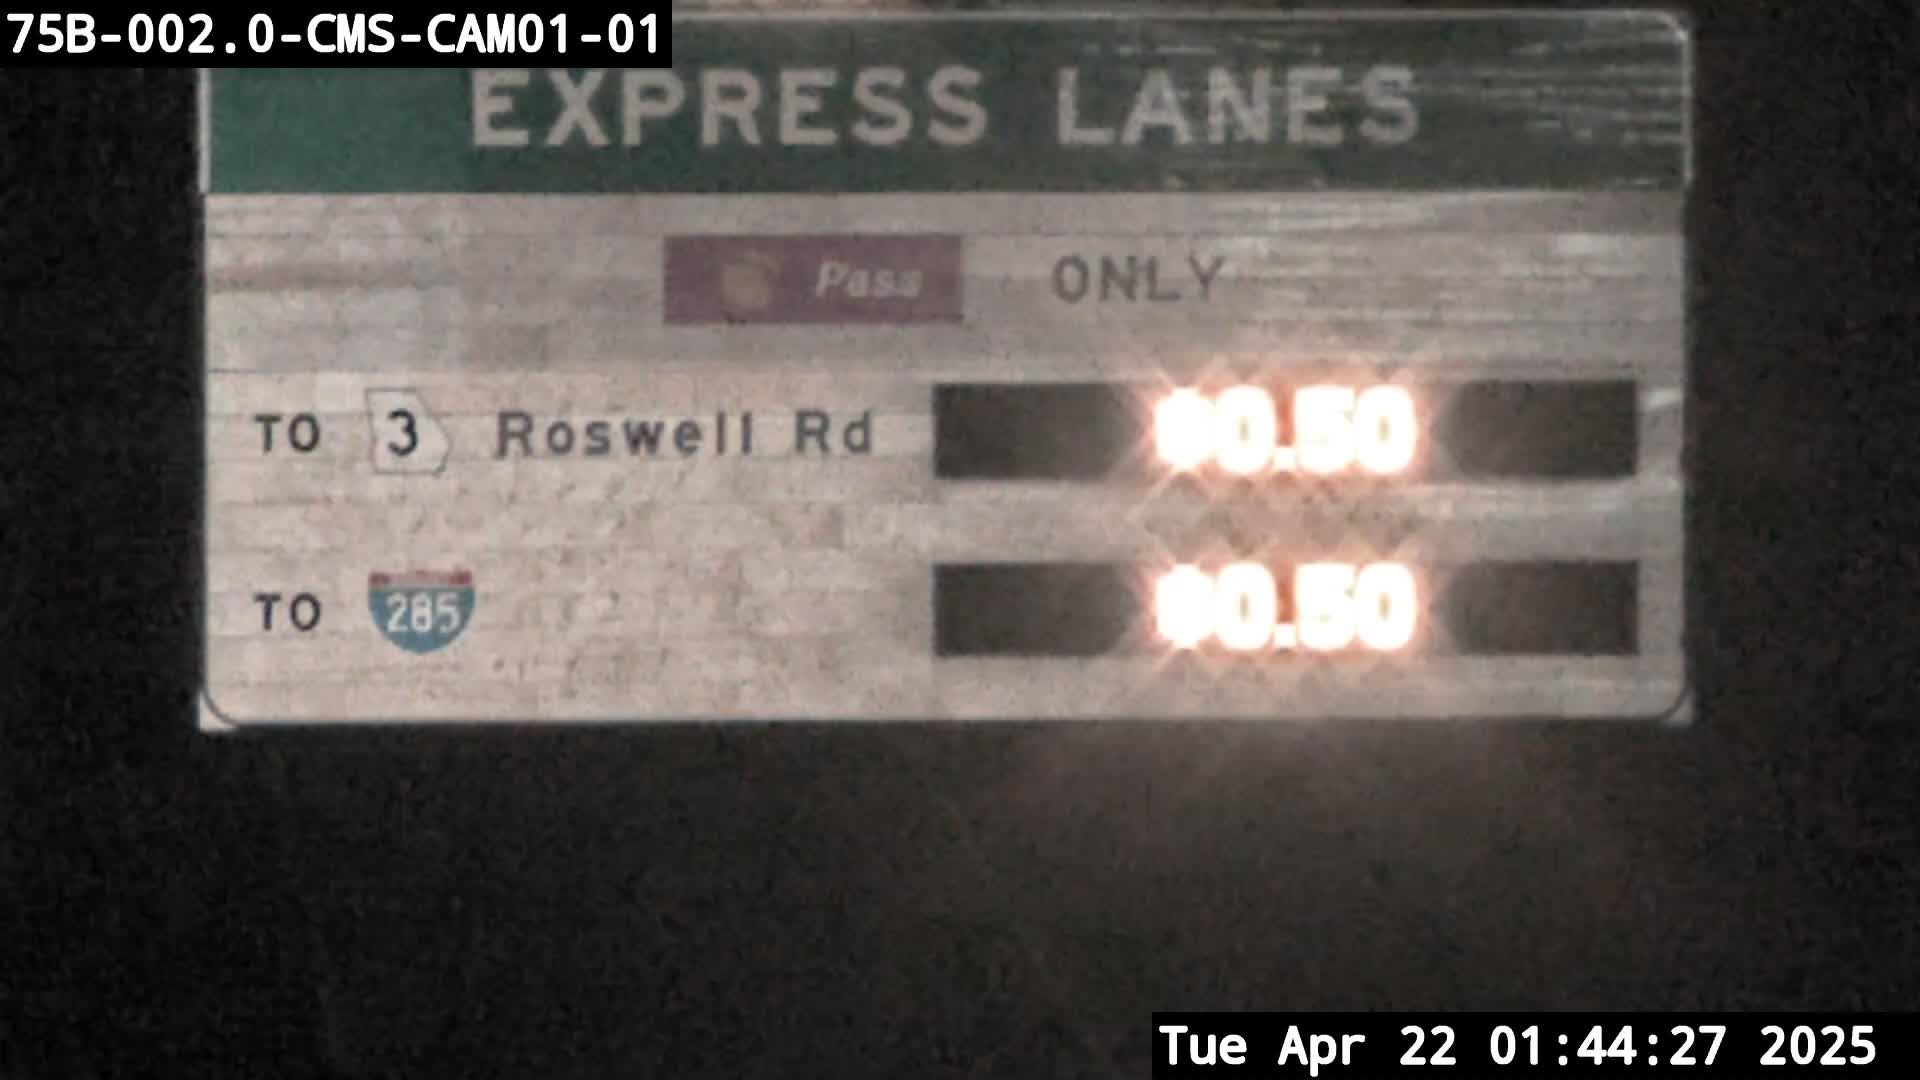 75B-002.0-CMS-CAM01-01
EXPRESS LANES
Pass ONLY
TO 3 Roswell Rd $0.50
TO 285 $0.50
Tue Apr 22 01:44:27 2025